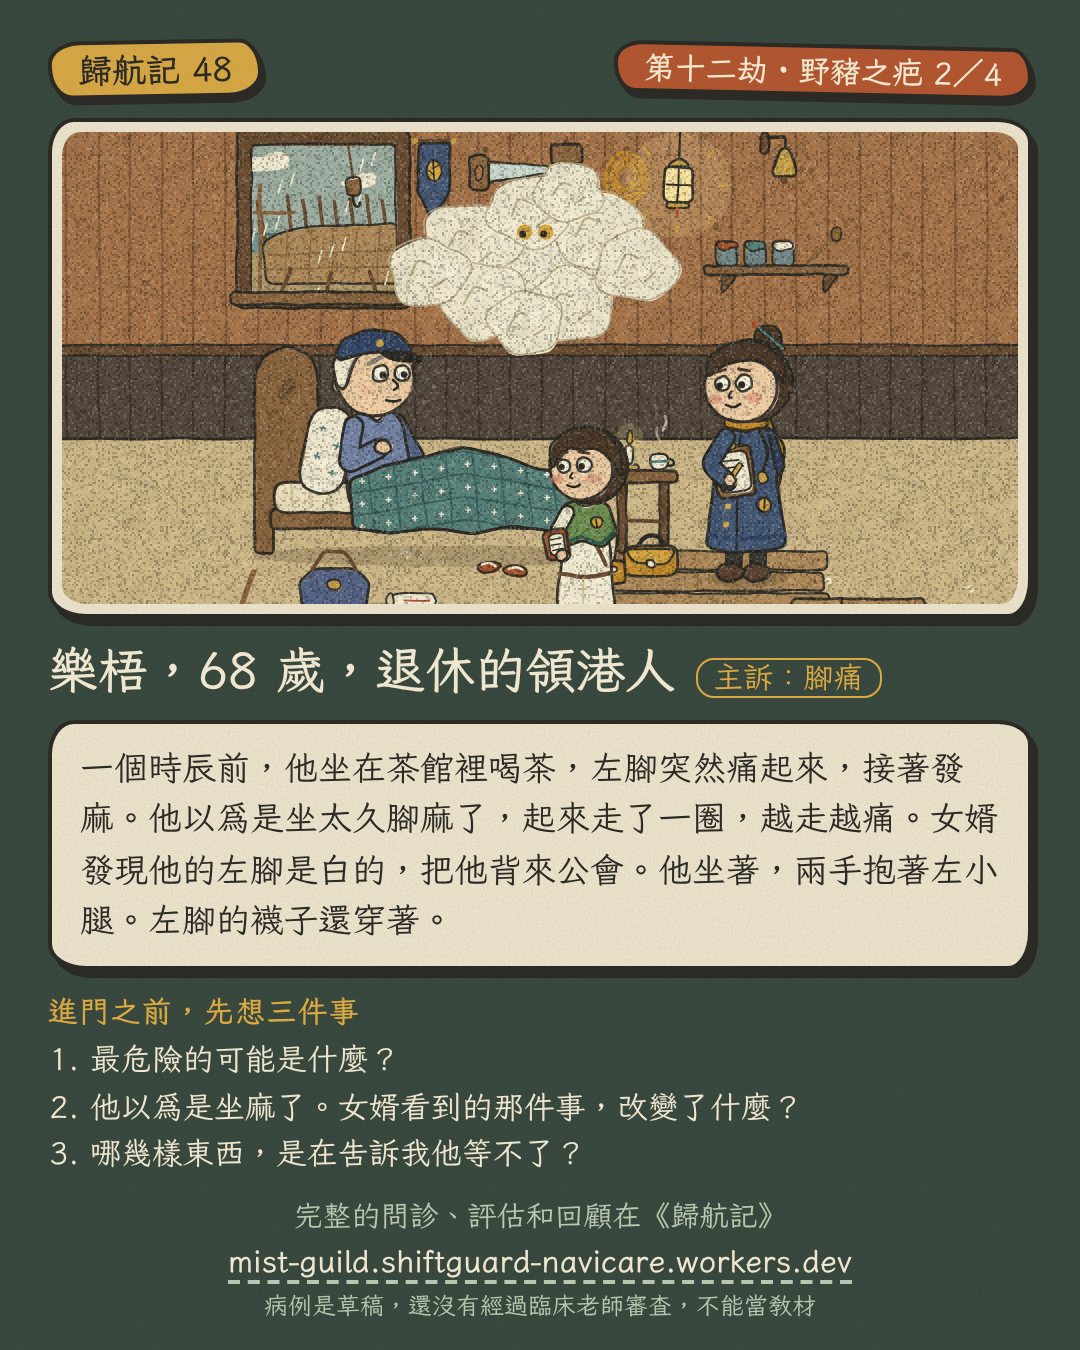 歸航記 48
第十二劫・野豬之疤 2／4
樂梧，68 歲，退休的領港人
主訴：腳痛
一個時辰前，他坐在茶館裡喝茶，左腳突然痛起來，接著發
麻。他以為是坐太久腳麻了，起來走了一圈，越走越痛。女婿
發現他的左腳是白的，把他背來公會。他坐著，兩手抱著左小
腿。左腳的襪子還穿著。
進門之前，先想三件事
1. 最危險的可能是什麼？
2. 他以為是坐麻了。女婿看到的那件事，改變了什麼？
3. 哪幾樣東西，是在告訴我他等不了？
完整的問診、評估和回顧在《歸航記》
mist-guild.shiftguard-navicare.workers.dev
病例是草稿，還沒有經過臨床老師審查，不能當教材